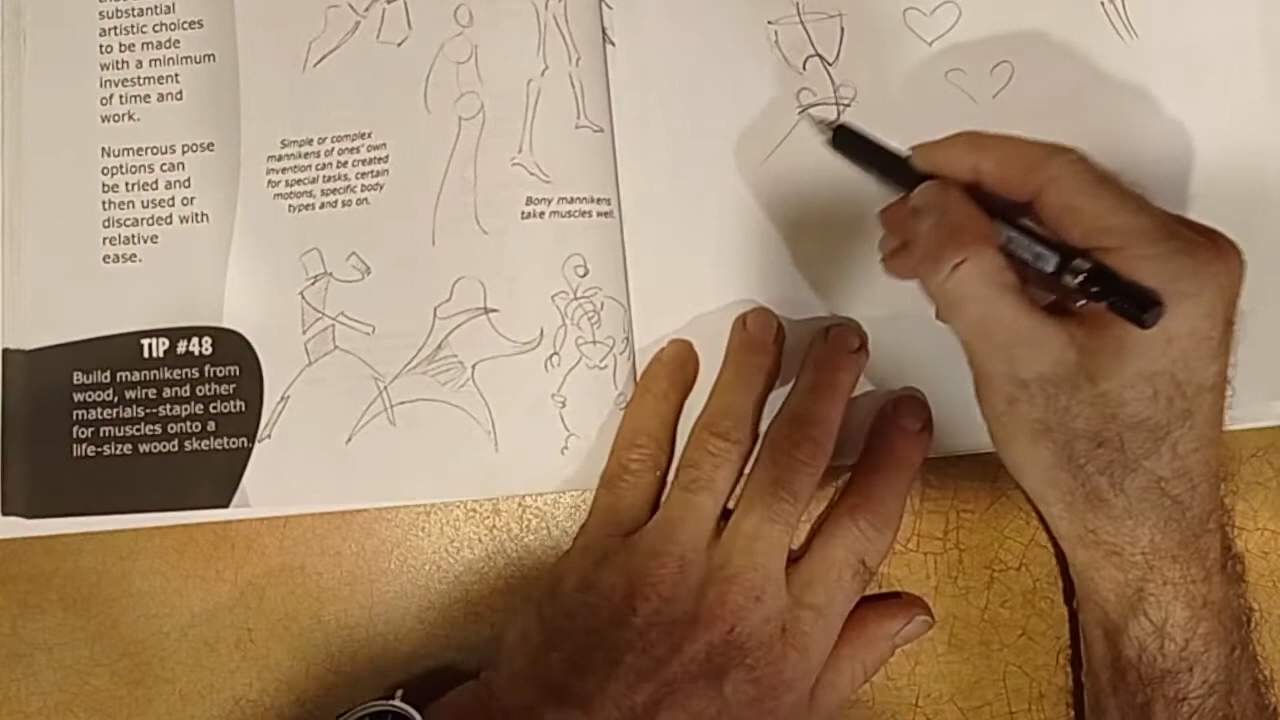 substantial
artistic choices
to be made
with a minimum
investment
of time and
work.
Numerous pose
options can
be tried and
then used or
discarded with
relative
ease.
Simple or complex
mannikens of ones' own
invention can be created
for special tasks, certain
motions, specific body
types and so on.
Bony mannikens
take muscles well.
TIP #48
Build mannikens from
wood, wire and other
materials--staple cloth
for muscles onto a
life-size wood skeleton.